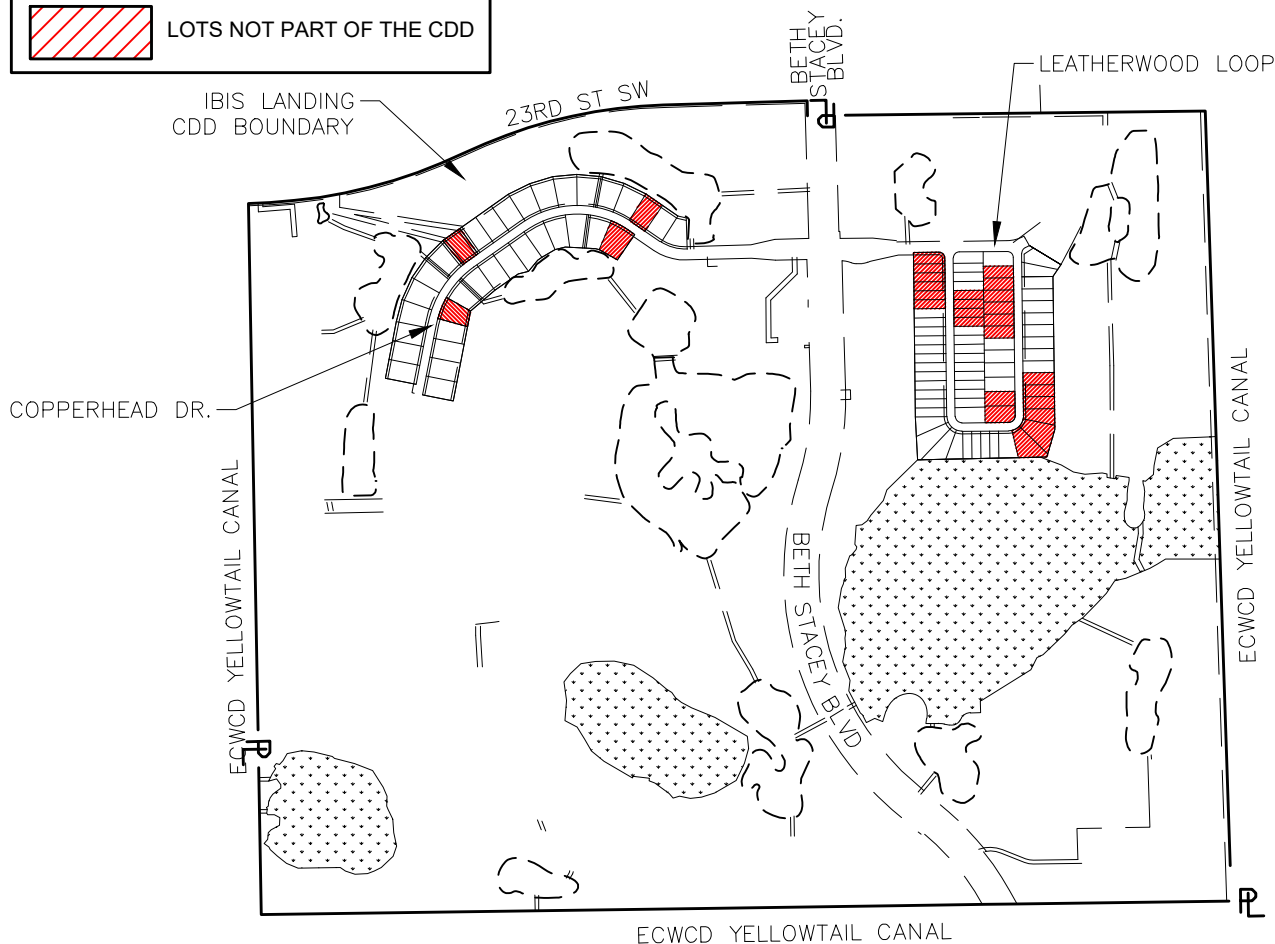 LOTS NOT PART OF THE CDD
BETH
STACEY
BLVD.
LEATHERWOOD LOOP
IBIS LANDING
CDD BOUNDARY
23RD ST SW
COPPERHEAD DR.
ECWCD YELLOWTAIL CANAL
ECWCD YELLOWTAIL CANAL
BETH STACEY BLVD
PL
PL
PL
ECWCD YELLOWTAIL CANAL